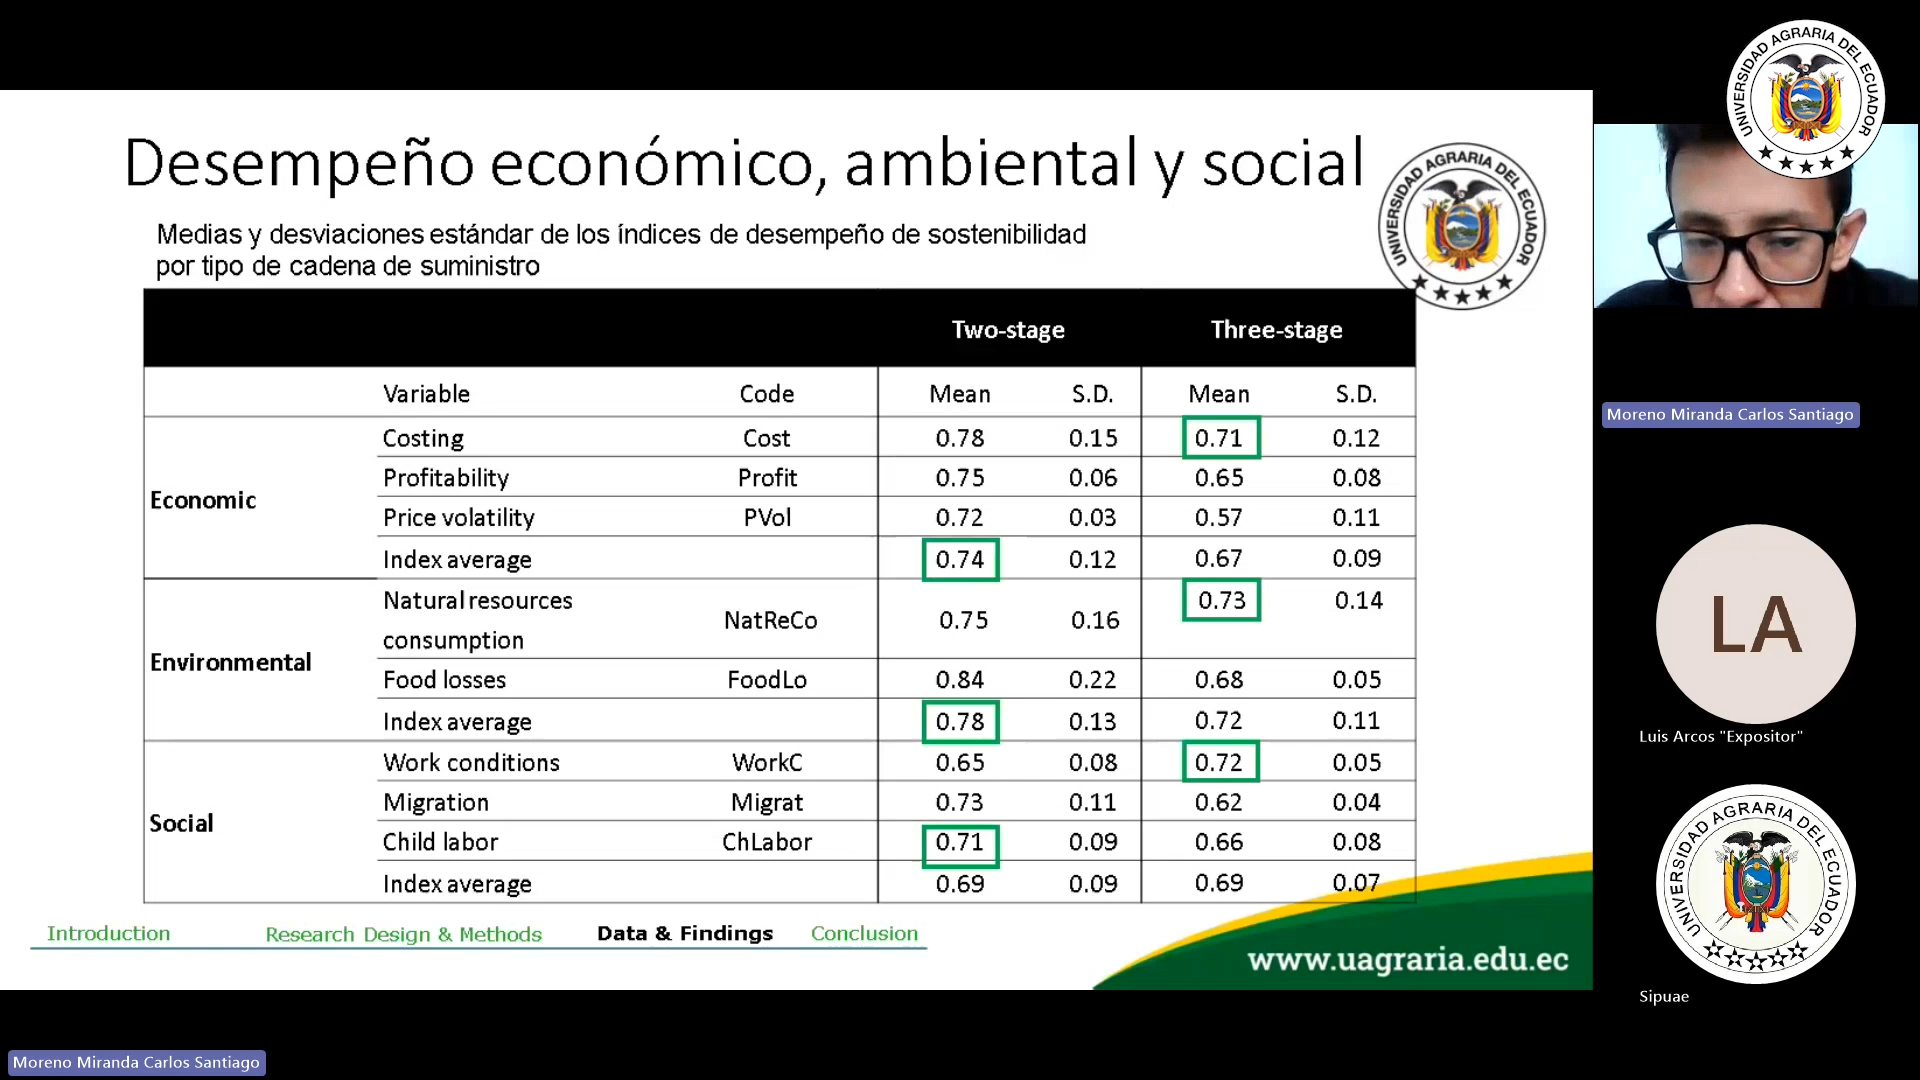 Desempeño económico, ambiental y social
Medias y desviaciones estándar de los índices de desempeño de sostenibilidad
por tipo de cadena de suministro
Two-stage Three-stage
Variable Code Mean S.D. Mean S.D.
Economic
Costing Cost 0.78 0.15 0.71 0.12
Profitability Profit 0.75 0.06 0.65 0.08
Price volatility PVol 0.72 0.03 0.57 0.11
Index average 0.74 0.12 0.67 0.09
Environmental
Natural resources
consumption NatReCo 0.75 0.16 0.73 0.14
Food losses FoodLo 0.84 0.22 0.68 0.05
Index average 0.78 0.13 0.72 0.11
Social
Work conditions WorkC 0.65 0.08 0.72 0.05
Migration Migrat 0.73 0.11 0.62 0.04
Child labor ChLabor 0.71 0.09 0.66 0.08
Index average 0.69 0.09 0.69 0.07
Introduction Research Design & Methods Data & Findings Conclusion
www.uagraria.edu.ec
UNIVERSIDAD AGRARIA DEL ECUADOR
UNIVERSIDAD AGRARIA DEL ECUADOR
Moreno Miranda Carlos Santiago
LA
Luis Arcos "Expositor"
UNIVERSIDAD AGRARIA DEL ECUADOR
Sipuae
Moreno Miranda Carlos Santiago